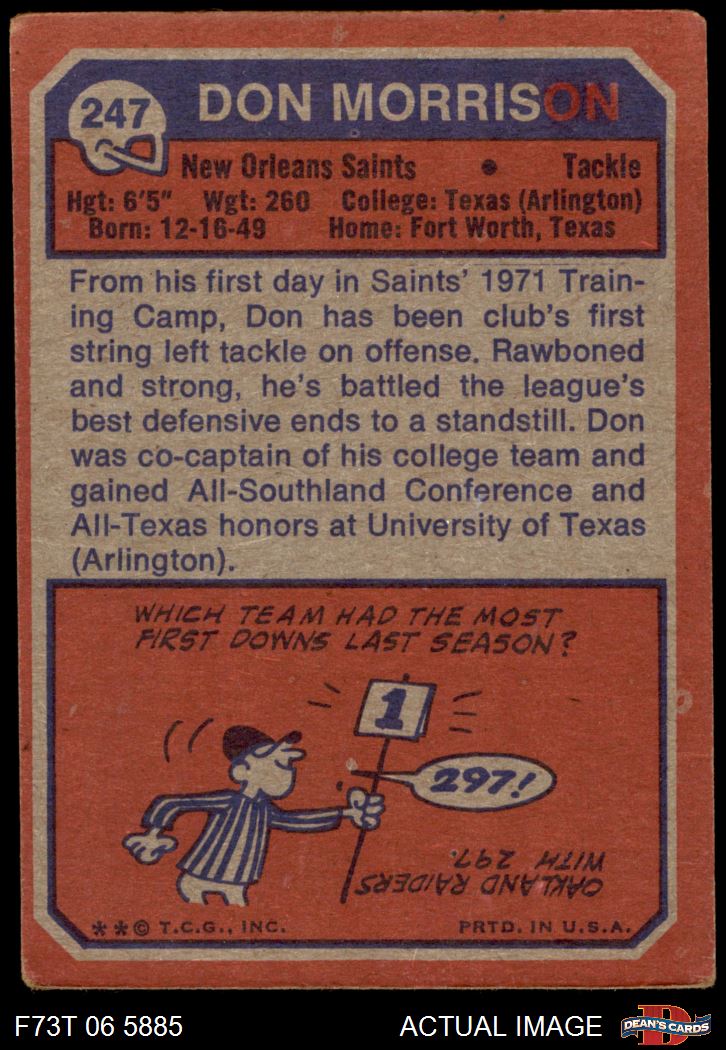 247
DON MORRISON
New Orleans Saints • Tackle
Hgt: 6'5" Wgt: 260 College: Texas (Arlington)
Born: 12-16-49 Home: Fort Worth, Texas
From his first day in Saints' 1971 Train-
ing Camp, Don has been club's first
string left tackle on offense. Rawboned
and strong, he's battled the league's
best defensive ends to a standstill. Don
was co-captain of his college team and
gained All-Southland Conference and
All-Texas honors at University of Texas
(Arlington).
WHICH TEAM HAD THE MOST
FIRST DOWNS LAST SEASON?
1
297!
OAKLAND RAIDERS
WITH 297.
**© T.C.G., INC. PRTD. IN U.S.A.
F73T 06 5885 ACTUAL IMAGE
D
DEAN'S CARDS